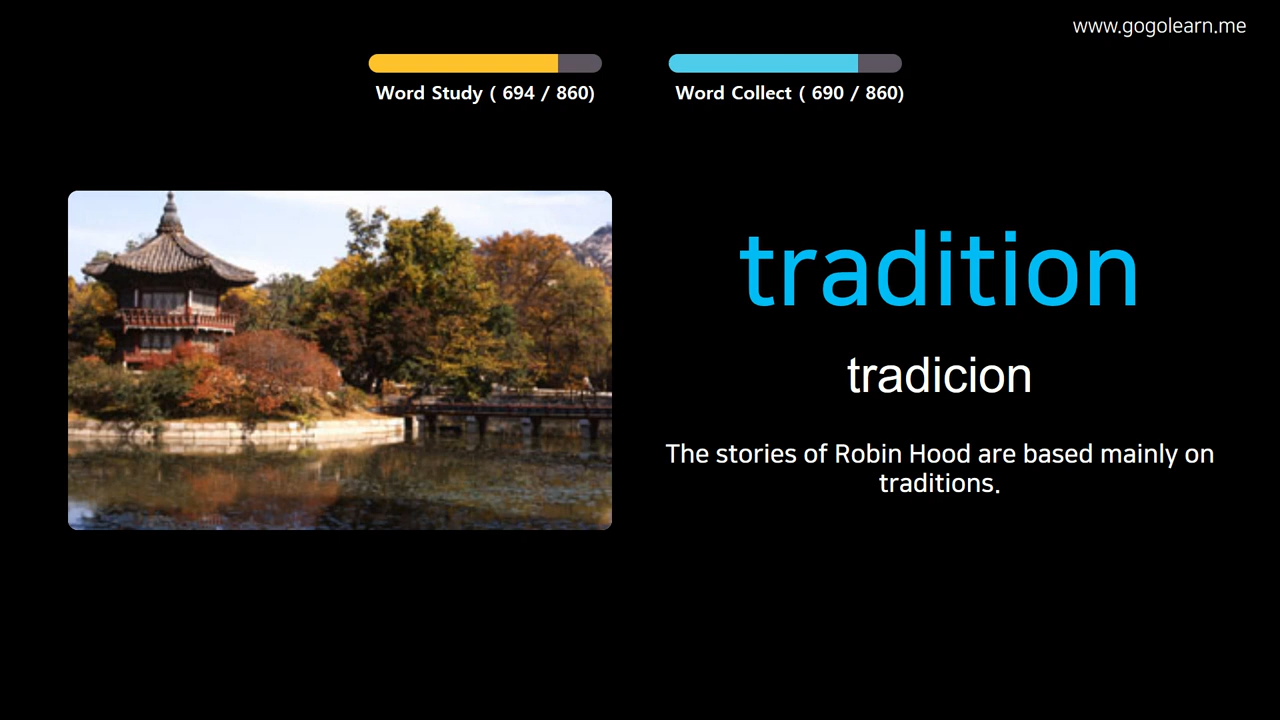 www.gogolearn.me
Word Study ( 694 / 860)
Word Collect ( 690 / 860)
tradition
tradicion
The stories of Robin Hood are based mainly on
traditions.